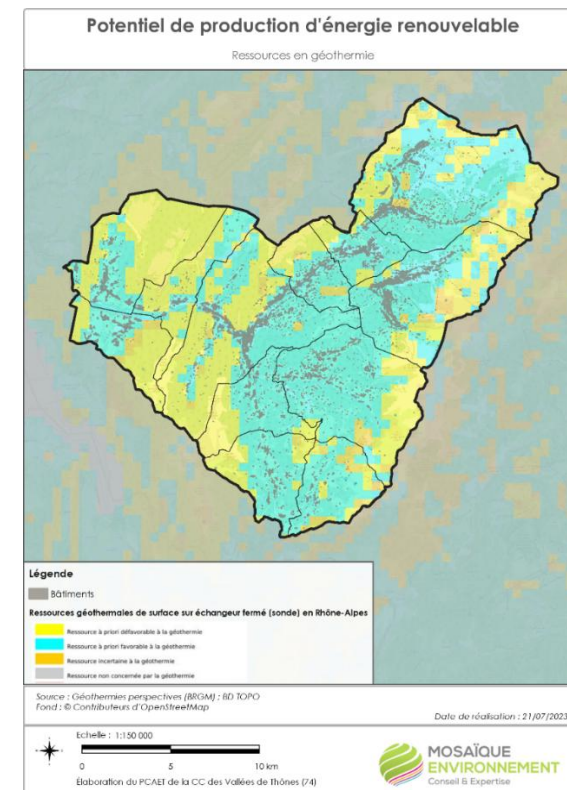 Potentiel de production d'énergie renouvelable
Ressources en géothermie
Légende
Bâtiments
Ressources géothermales de surface sur échangeur fermé (sonde) en Rhône-Alpes
Ressource à priori défavorable à la géothermie
Ressource à priori favorable à la géothermie
Ressource incertaine à la géothermie
Ressource non concernée par la géothermie
Source : Géothermies perspectives (BRGM) ; BD TOPO
Fond : © Contributeurs d'OpenStreetMap
Date de réalisation : 21/07/2023
Echelle : 1:150 000
0 5 10 km
Élaboration du PCAET de la CC des Vallées de Thônes (74)
MOSAÏQUE
ENVIRONNEMENT
Conseil & Expertise